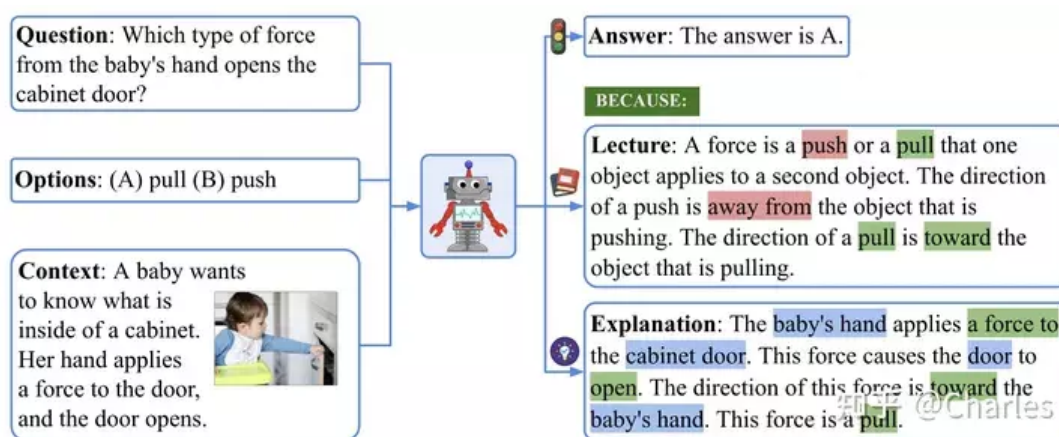 Question: Which type of force
from the baby's hand opens the
cabinet door?
Options: (A) pull (B) push
Context: A baby wants
to know what is
inside of a cabinet.
Her hand applies
a force to the door,
and the door opens.
Answer: The answer is A.
BECAUSE:
Lecture: A force is a push or a pull that one
object applies to a second object. The direction
of a push is away from the object that is
pushing. The direction of a pull is toward the
object that is pulling.
Explanation: The baby's hand applies a force to
the cabinet door. This force causes the door to
open. The direction of this force is toward the
baby's hand. This force is a pull.
知乎 @Charles